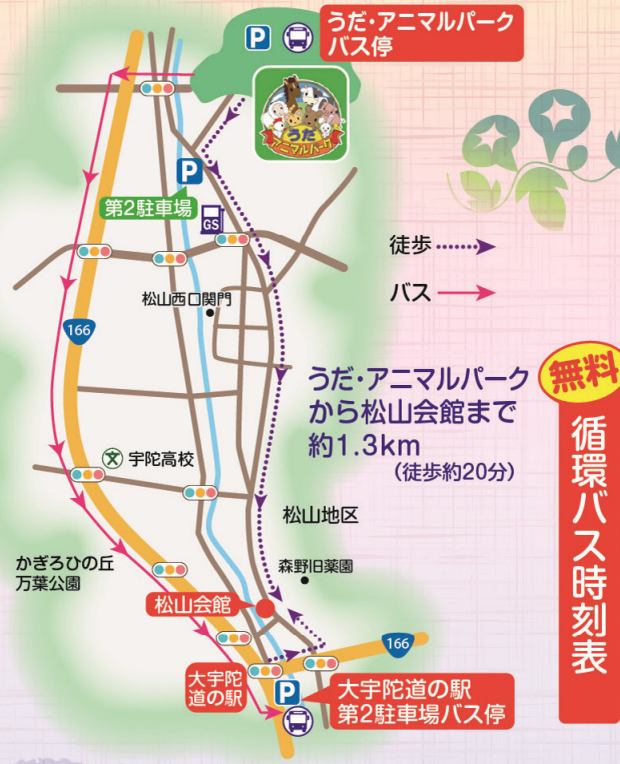 P
うだ・アニマルパーク
バス停
うだ
アニマルパーク
P
第2駐車場
GS
徒歩
バス
松山西口関門
166
うだ・アニマルパーク
から松山会館まで
約1.3km
(徒歩約20分)
無料
循環バス時刻表
文
宇陀高校
松山地区
かぎろひの丘
万葉公園
森野旧薬園
松山会館
166
大宇陀
道の駅
P
大宇陀道の駅
第2駐車場バス停